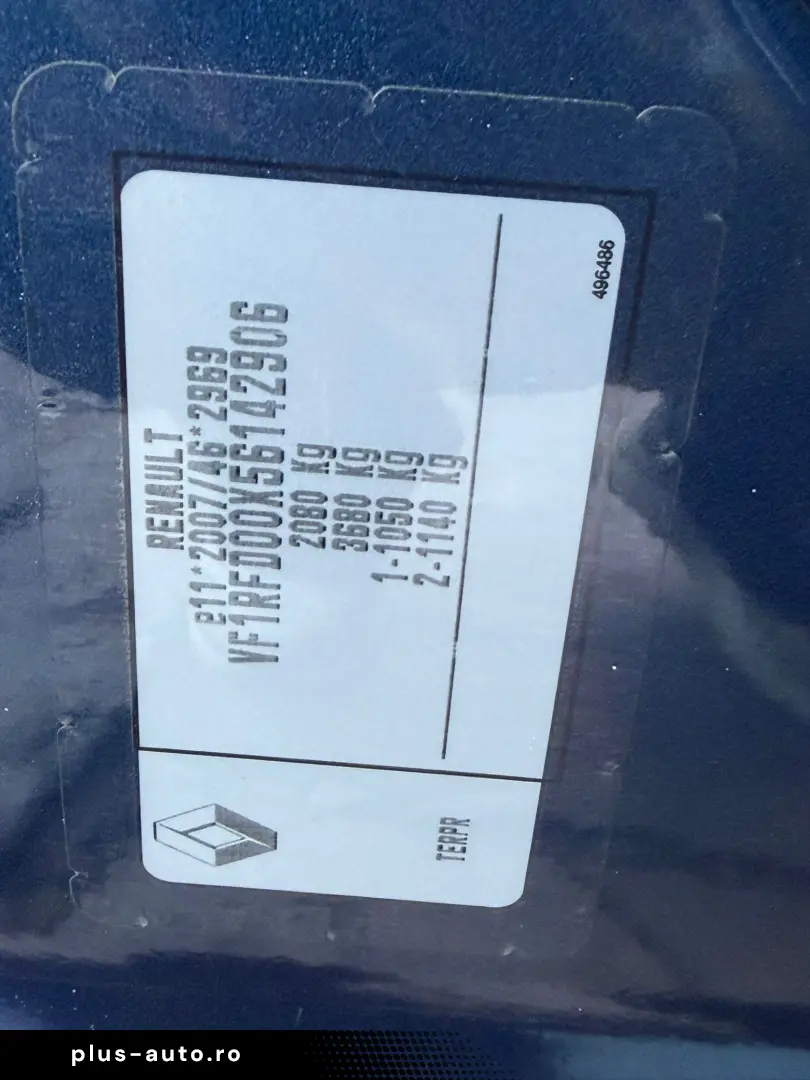 RENAULT
e11*2007/46*2969
VF1RFD00X56142906
2080 Kg
3680 Kg
1-1050 Kg
2-1140 Kg
TERPR
496486
plus-auto.ro